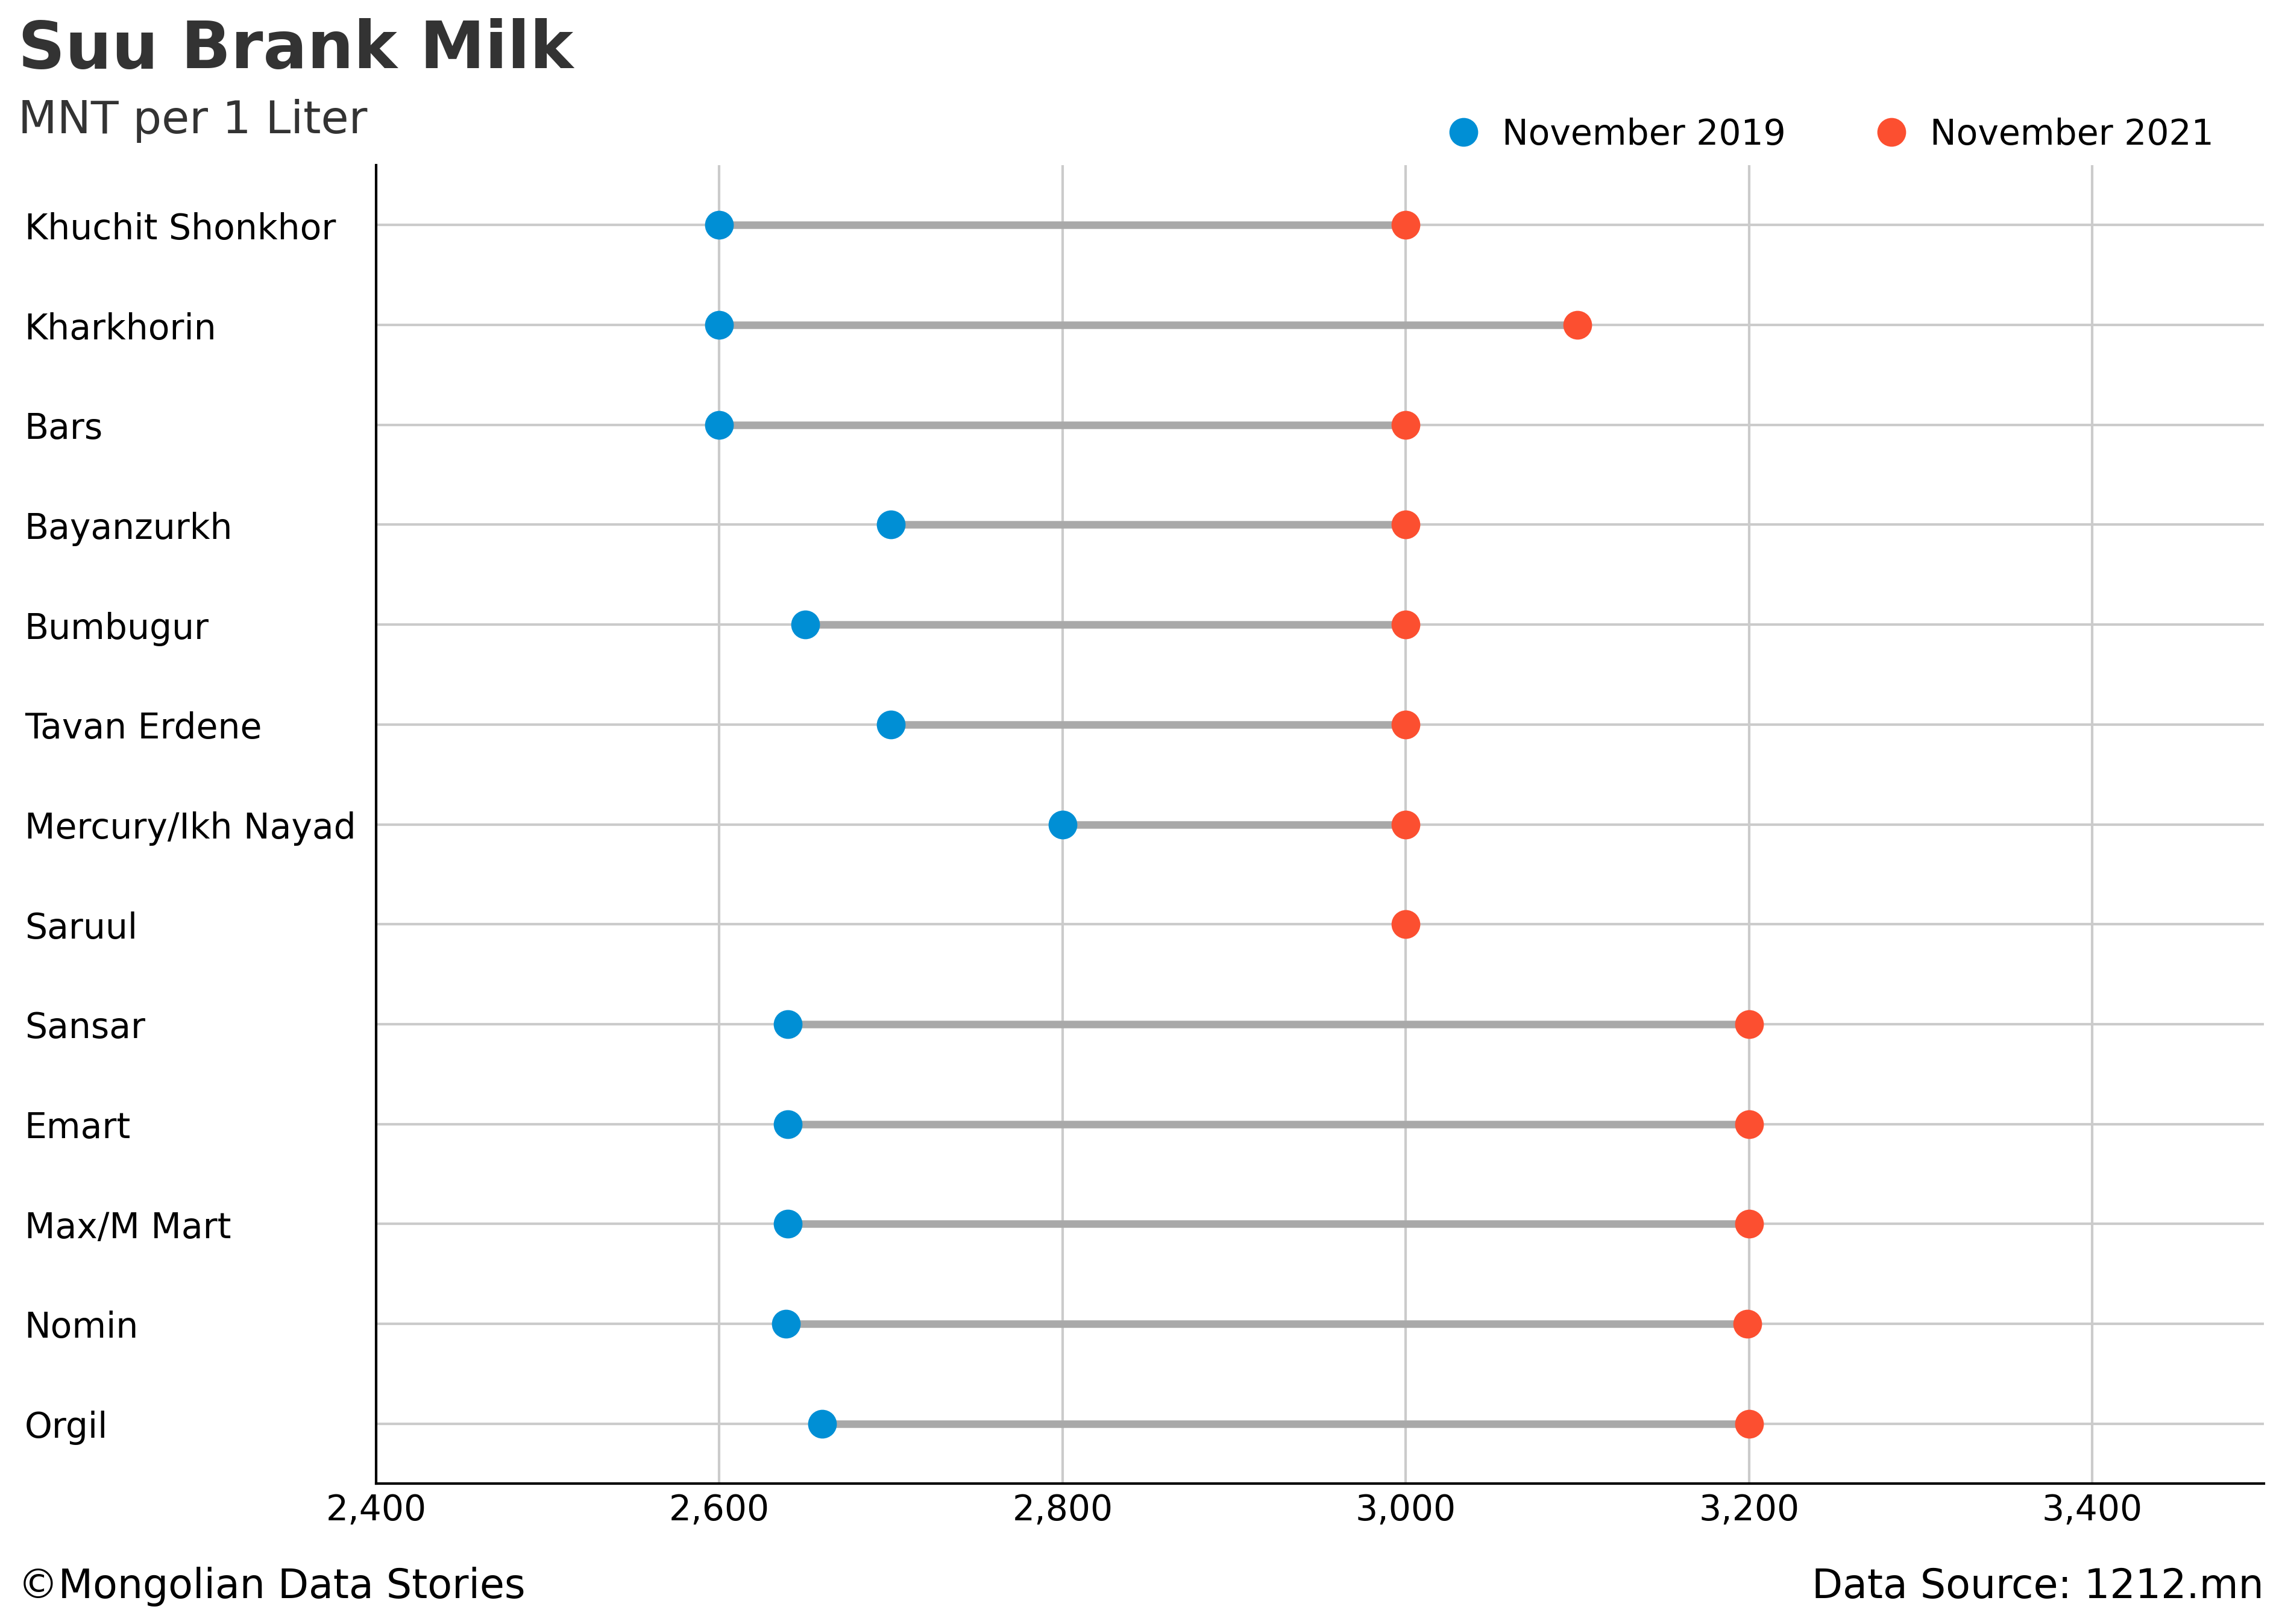 Suu Brank Milk
MNT per 1 Liter
November 2019
November 2021
Khuchit Shonkhor
Kharkhorin
Bars
Bayanzurkh
Bumbugur
Tavan Erdene
Mercury/Ikh Nayad
Saruul
Sansar
Emart
Max/M Mart
Nomin
Orgil
2,400 2,600 2,800 3,000 3,200 3,400
©Mongolian Data Stories
Data Source: 1212.mn